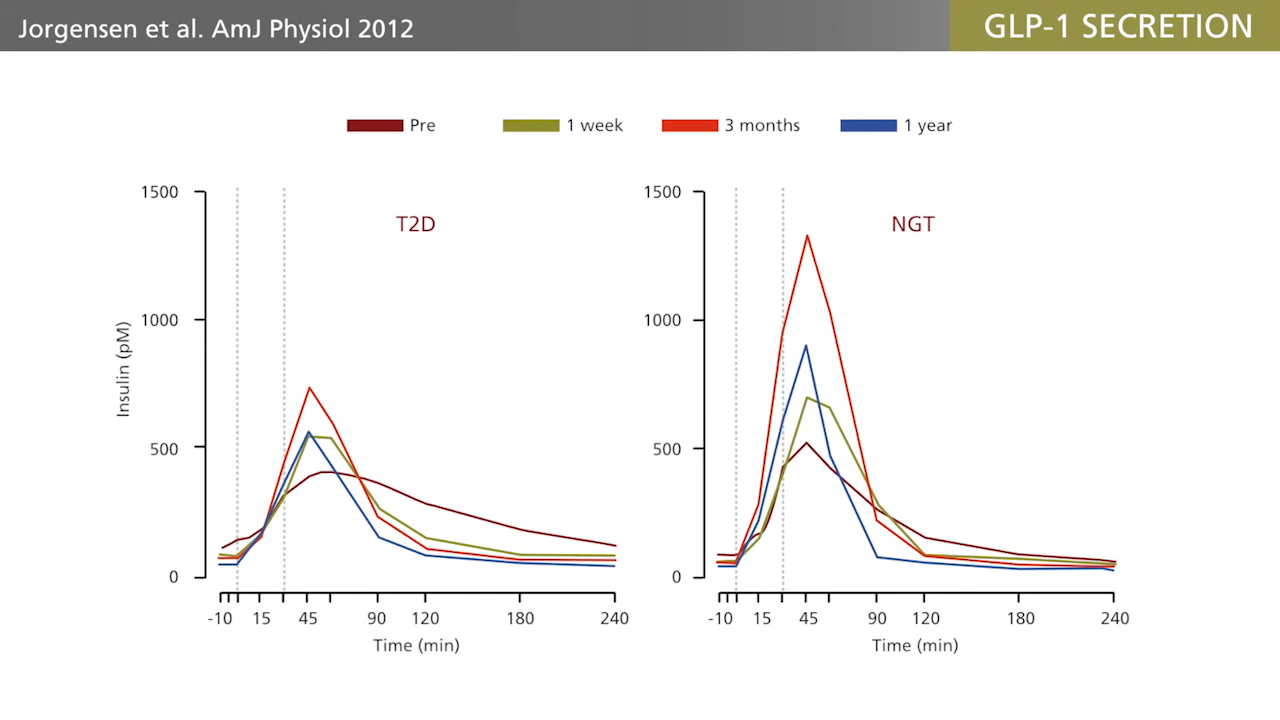 Jorgensen et al. AmJ Physiol 2012
GLP-1 SECRETION
Pre
1 week
3 months
1 year
T2D
1500
1000
500
0
Insulin (pM)
-10 15 45 90 120 180 240
Time (min)
NGT
1500
1000
500
0
-10 15 45 90 120 180 240
Time (min)